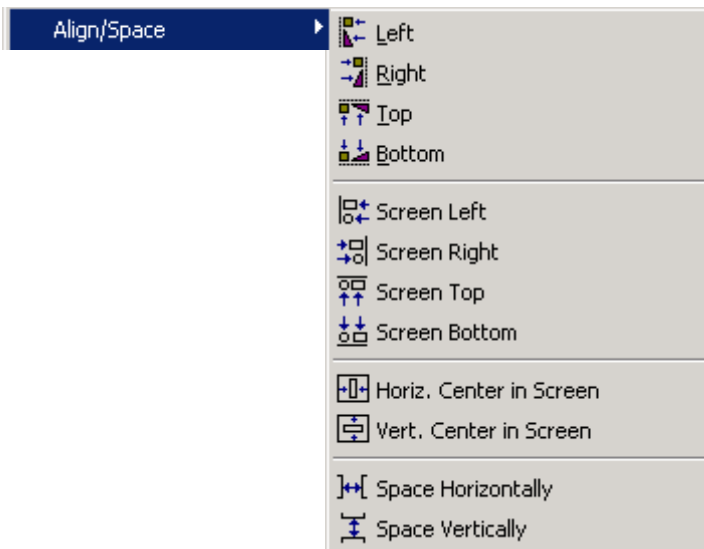 Align/Space
Left
Right
Top
Bottom
Screen Left
Screen Right
Screen Top
Screen Bottom
Horiz. Center in Screen
Vert. Center in Screen
Space Horizontally
Space Vertically